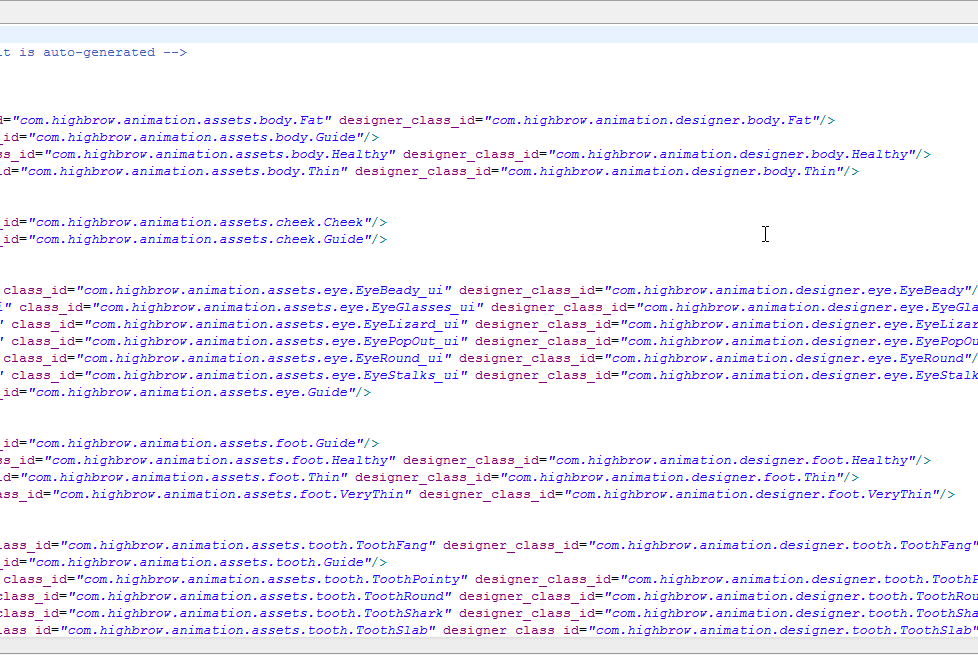 it is auto-generated -->
d="com.highbrow.animation.assets.body.Fat" designer_class_id="com.highbrow.animation.designer.body.Fat"/>
_id="com.highbrow.animation.assets.body.Guide"/>
ss_id="com.highbrow.animation.assets.body.Healthy" designer_class_id="com.highbrow.animation.designer.body.Healthy"/>
id="com.highbrow.animation.assets.body.Thin" designer_class_id="com.highbrow.animation.designer.body.Thin"/>
_id="com.highbrow.animation.assets.cheek.Cheek"/>
_id="com.highbrow.animation.assets.cheek.Guide"/>
class_id="com.highbrow.animation.assets.eye.EyeBeady_ui" designer_class_id="com.highbrow.animation.designer.eye.EyeBeady"/
i" class_id="com.highbrow.animation.assets.eye.EyeGlasses_ui" designer_class_id="com.highbrow.animation.designer.eye.EyeGla
" class_id="com.highbrow.animation.assets.eye.EyeLizard_ui" designer_class_id="com.highbrow.animation.designer.eye.EyeLizar
" class_id="com.highbrow.animation.assets.eye.EyePopOut_ui" designer_class_id="com.highbrow.animation.designer.eye.EyePopOu
class_id="com.highbrow.animation.assets.eye.EyeRound_ui" designer_class_id="com.highbrow.animation.designer.eye.EyeRound"/
" class_id="com.highbrow.animation.assets.eye.EyeStalks_ui" designer_class_id="com.highbrow.animation.designer.eye.EyeStalk
_id="com.highbrow.animation.assets.eye.Guide"/>
_id="com.highbrow.animation.assets.foot.Guide"/>
ss_id="com.highbrow.animation.assets.foot.Healthy" designer_class_id="com.highbrow.animation.designer.foot.Healthy"/>
id="com.highbrow.animation.assets.foot.Thin" designer_class_id="com.highbrow.animation.designer.foot.Thin"/>
ass_id="com.highbrow.animation.assets.foot.VeryThin" designer_class_id="com.highbrow.animation.designer.foot.VeryThin"/>
lass_id="com.highbrow.animation.assets.tooth.ToothFang" designer_class_id="com.highbrow.animation.designer.tooth.ToothFang"
_id="com.highbrow.animation.assets.tooth.Guide"/>
class_id="com.highbrow.animation.assets.tooth.ToothPointy" designer_class_id="com.highbrow.animation.designer.tooth.ToothP
class_id="com.highbrow.animation.assets.tooth.ToothRound" designer_class_id="com.highbrow.animation.designer.tooth.ToothRou
class_id="com.highbrow.animation.assets.tooth.ToothShark" designer_class_id="com.highbrow.animation.designer.tooth.ToothSha
lass_id="com.highbrow.animation.assets.tooth.ToothSlab" designer_class_id="com.highbrow.animation.designer.tooth.ToothSlab"